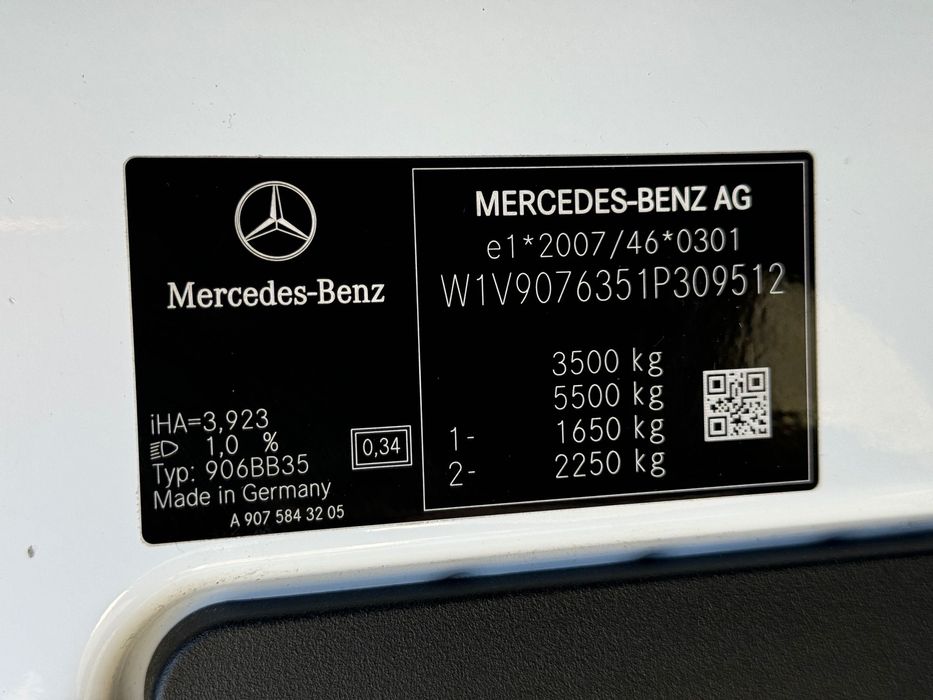 Mercedes-Benz
iHA=3,923
1,0 %
0,34
Typ: 906BB35
Made in Germany
A 907 584 32 05
MERCEDES-BENZ AG
e1*2007/46*0301
W1V9076351P309512
3500 kg
5500 kg
1- 1650 kg
2- 2250 kg